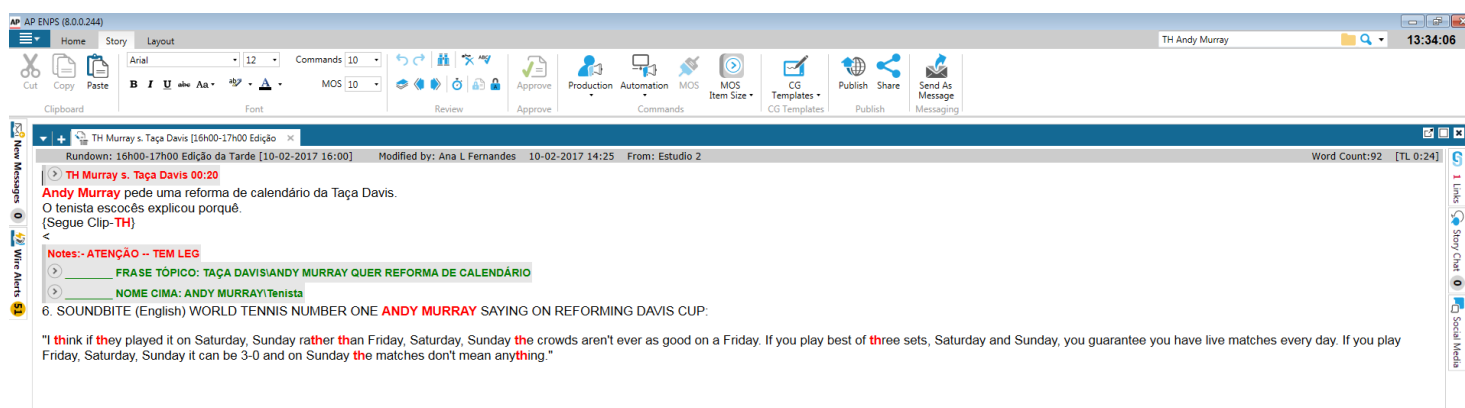 AP AP ENPS (8.0.0.244)
Home Story Layout TH Andy Murray 13:34:06
Arial 12 Commands 10
Cut Copy Paste B I U abc Aa aby A MOS 10 Approve Production Automation MOS MOS Item Size CG Templates Publish Share Send As Message
Clipboard Font Review Approve Commands CG Templates Publish Messaging
TH Murray s. Taça Davis [16h00-17h00 Edição
Rundown: 16h00-17h00 Edição da Tarde [10-02-2017 16:00] Modified by: Ana L Fernandes 10-02-2017 14:25 From: Estudio 2 Word Count:92 [TL 0:24]
TH Murray s. Taça Davis 00:20
Andy Murray pede uma reforma de calendário da Taça Davis.
O tenista escocês explicou porquê.
{Segue Clip-TH}
<
Notes:- ATENÇÃO -- TEM LEG
_______ FRASE TÓPICO: TAÇA DAVIS\ANDY MURRAY QUER REFORMA DE CALENDÁRIO
_______ NOME CIMA: ANDY MURRAY\Tenista
6. SOUNDBITE (English) WORLD TENNIS NUMBER ONE ANDY MURRAY SAYING ON REFORMING DAVIS CUP:
"I think if they played it on Saturday, Sunday rather than Friday, Saturday, Sunday the crowds aren't ever as good on a Friday. If you play best of three sets, Saturday and Sunday, you guarantee you have live matches every day. If you play
Friday, Saturday, Sunday it can be 3-0 and on Sunday the matches don't mean anything."
New Messages 0
Wire Alerts 51
1 Links
Story Chat 0
Social Media